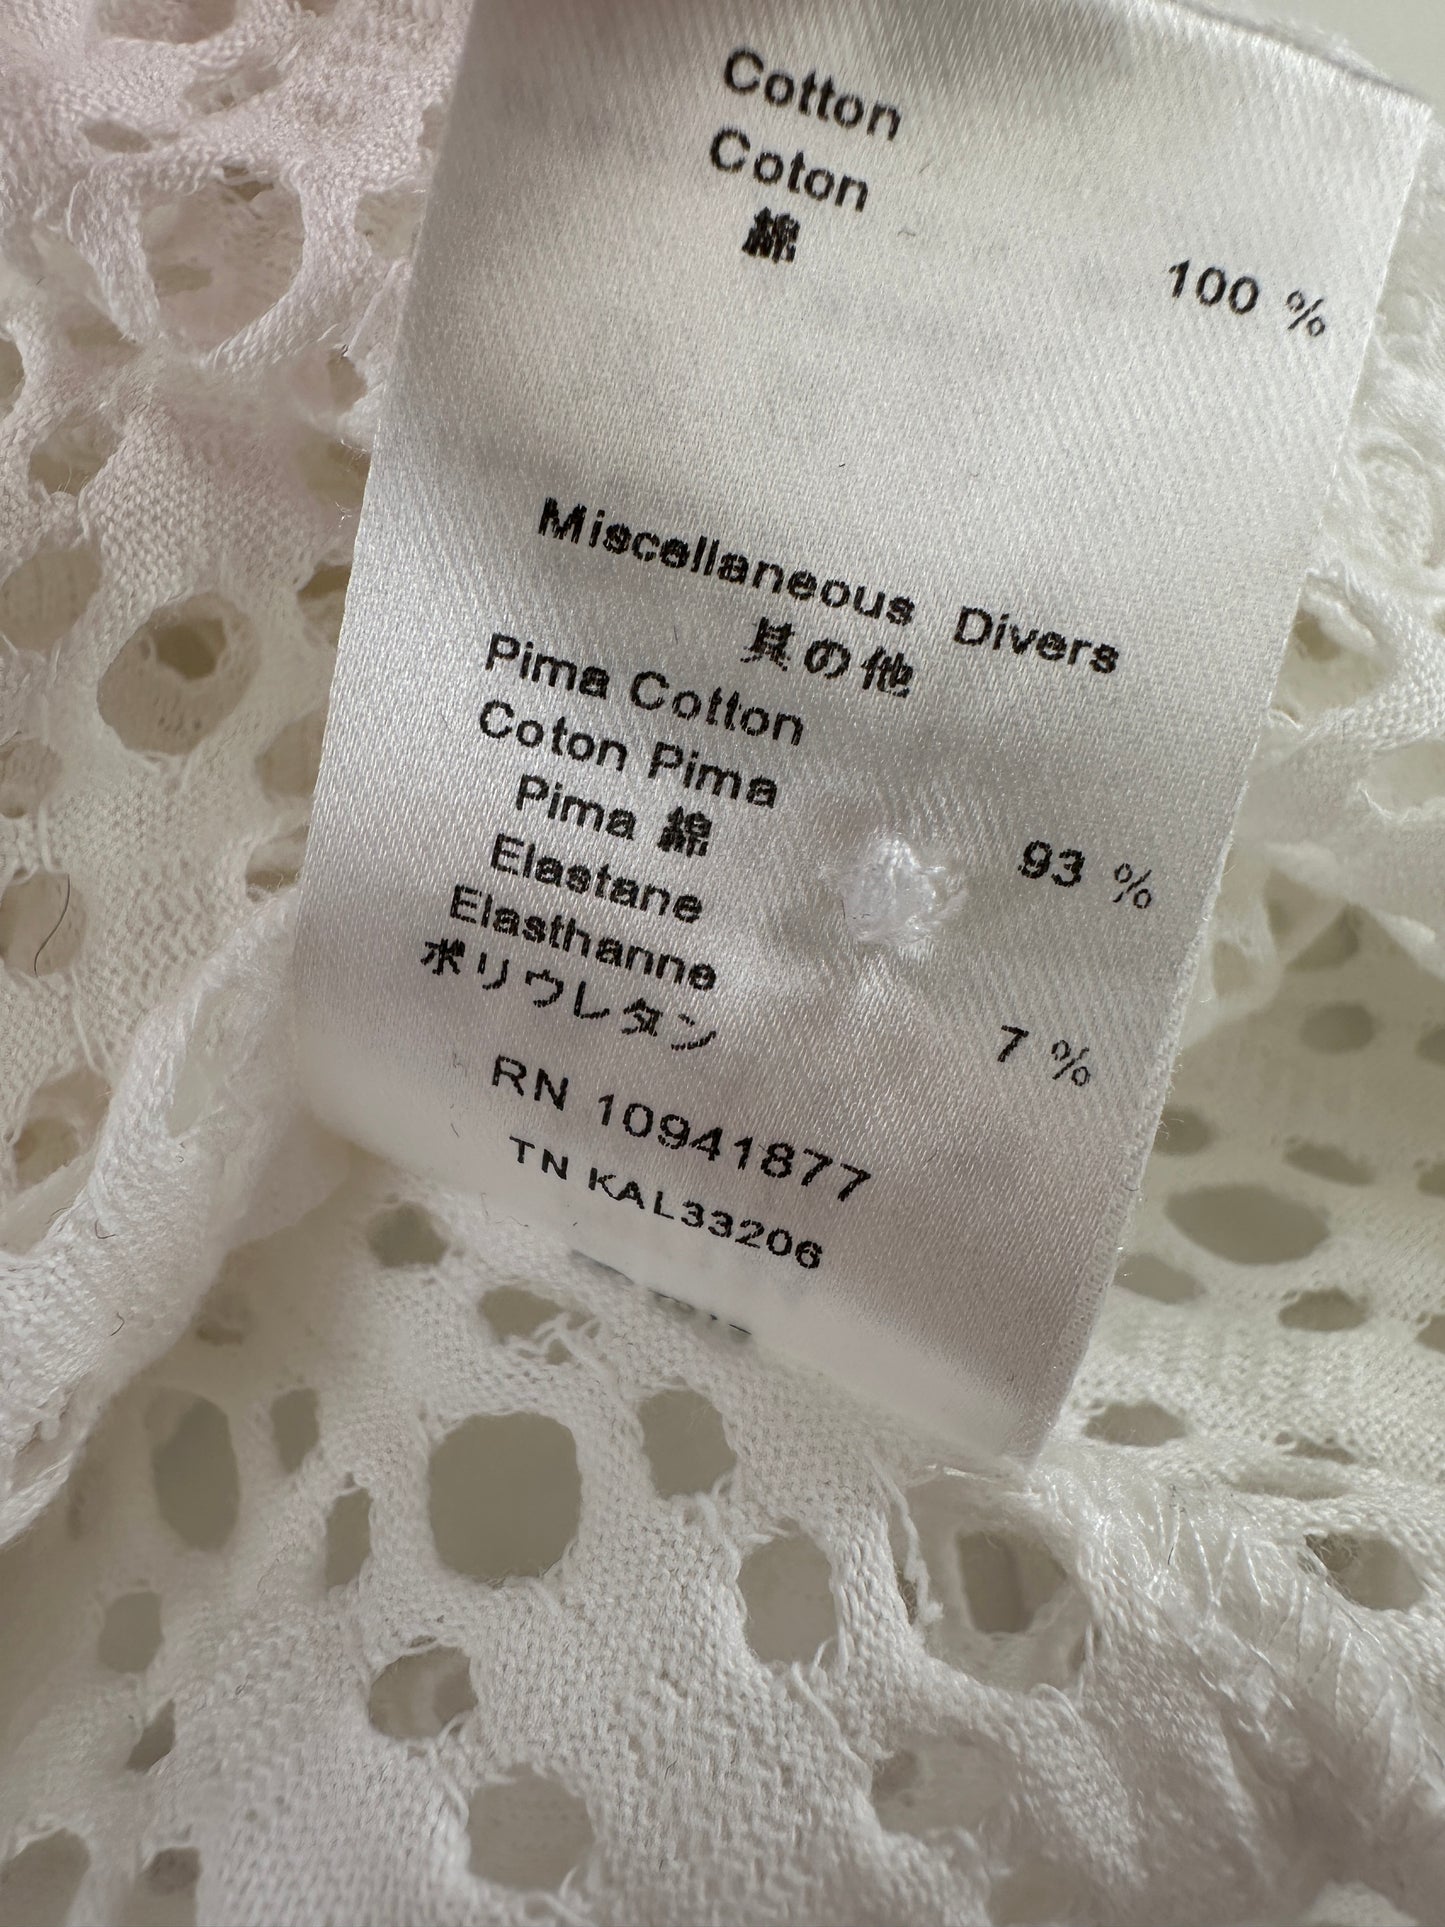 Cotton
Coton
綿
100 %
Miscellaneous Divers
其の他
Pima Cotton
Coton Pima
Pima 綿
93 %
Elastane
Elasthanne
ポリウレタン
7 %
RN 10941877
TN KAL33206